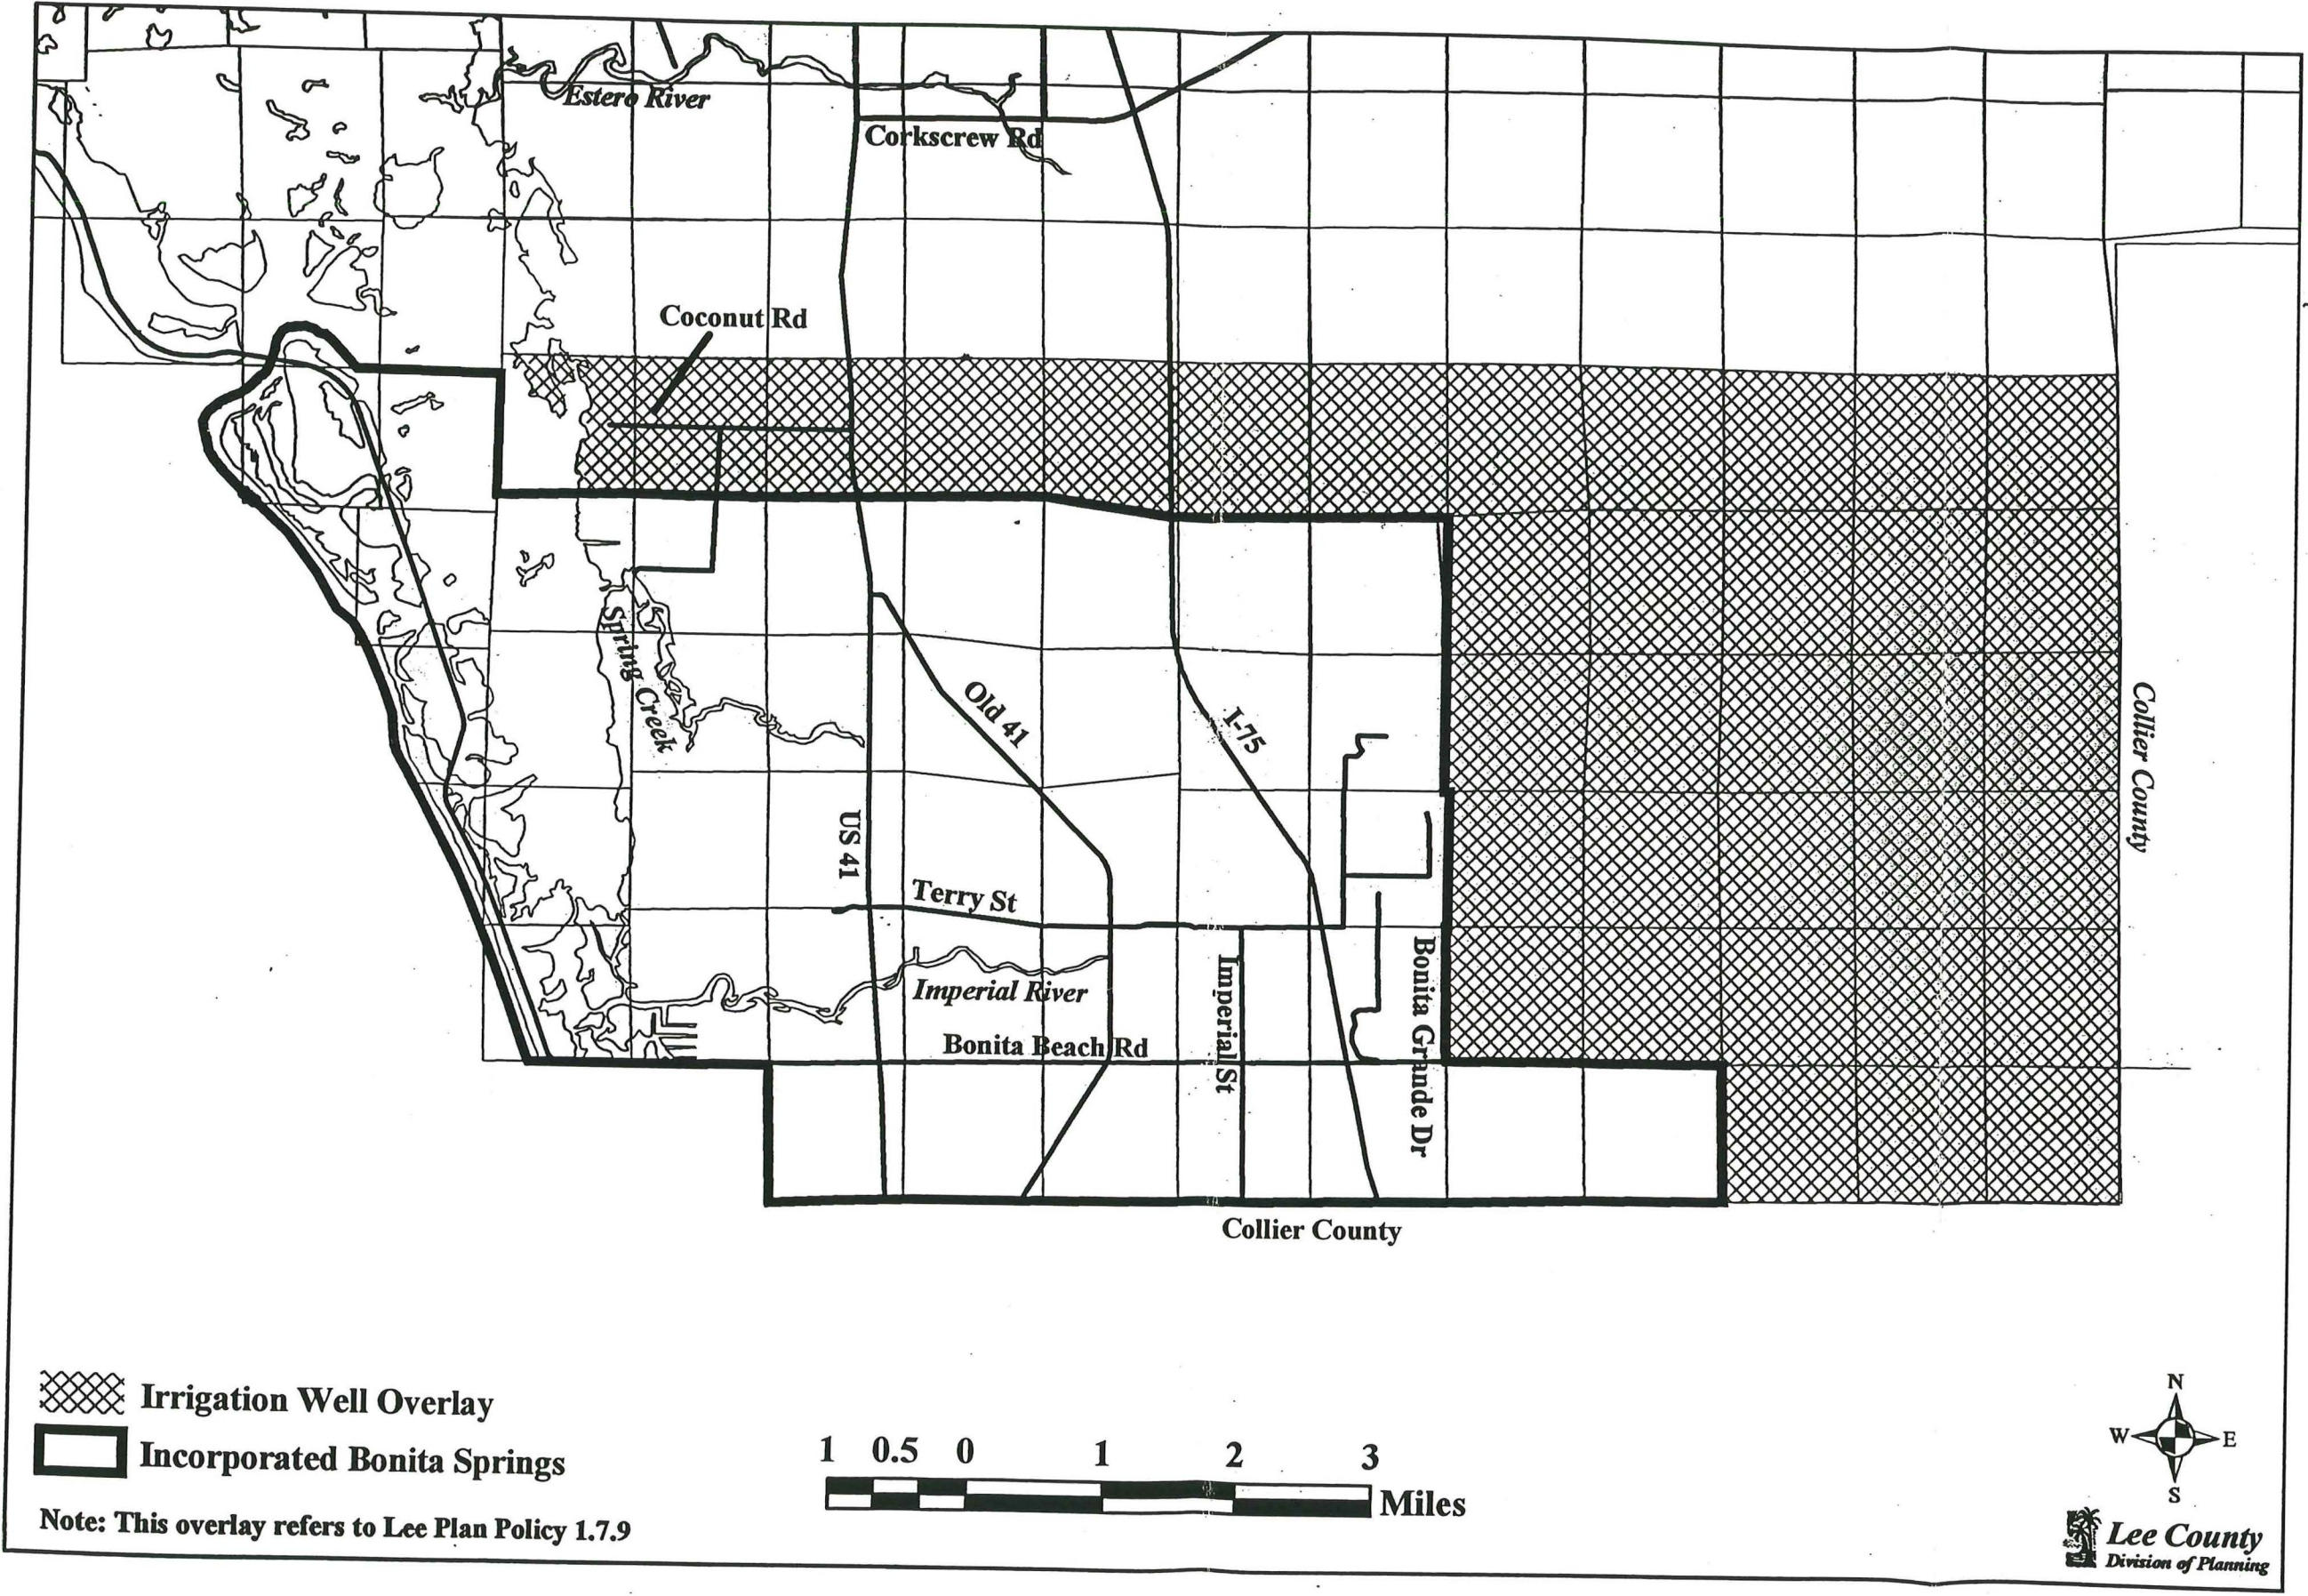 Estero River
Corkscrew Rd
Coconut Rd
Spring Creek
Old 41
I-75
Collier County
US 41
Terry St
Imperial River
Imperial St
Bonita Grande Dr
Bonita Beach Rd
Collier County
Irrigation Well Overlay
Incorporated Bonita Springs
Note: This overlay refers to Lee Plan Policy 1.7.9
1 0.5 0 1 2 3
Miles
N
W E
S
Lee County
Division of Planning